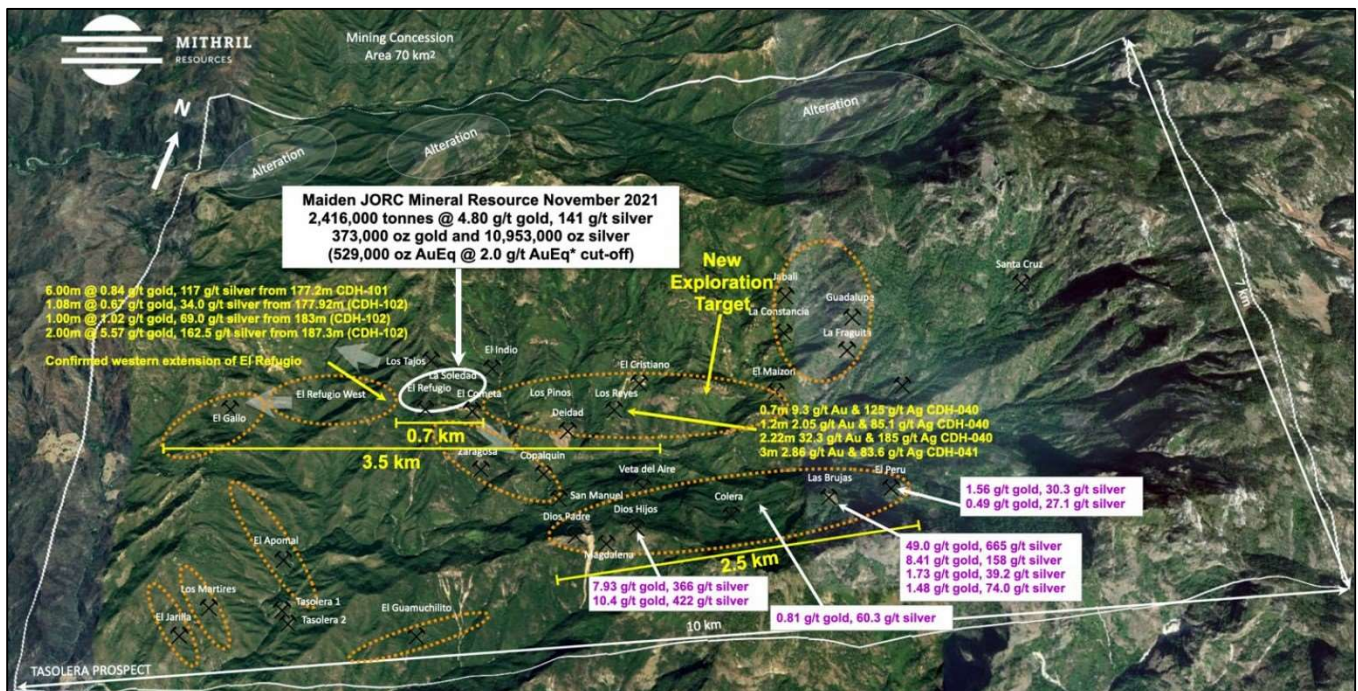 MITHRIL
RESOURCES
Mining Concession
Area 70 km²
N
Alteration
Alteration
Alteration
Maiden JORC Mineral Resource November 2021
2,416,000 tonnes @ 4.80 g/t gold, 141 g/t silver
373,000 oz gold and 10,953,000 oz silver
(529,000 oz AuEq @ 2.0 g/t AuEq* cut-off)
New
Exploration
Target
Santa Cruz
7 km
Jabali
Guadalupe
La Constancia
La Fraguita
6.00m @ 0.84 g/t gold, 117 g/t silver from 177.2m CDH-101
1.08m @ 0.67 g/t gold, 34.0 g/t silver from 177.92m (CDH-102)
1.00m @ 1.02 g/t gold, 69.0 g/t silver from 183m (CDH-102)
2.00m @ 5.57 g/t gold, 162.5 g/t silver from 187.3m (CDH-102)
Confirmed western extension of El Refugio
Los Tajos
El Indio
La Soledad
El Cristiano
El Maizon
El Refugio West
El Refugio
El Cometa
Los Pinos
Los Reyes
El Gallo
Deidad
0.7m 9.3 g/t Au & 125 g/t Ag CDH-040
1.2m 2.05 g/t Au & 85.1 g/t Ag CDH-040
2.22m 32.3 g/t Au & 185 g/t Ag CDH-040
3m 2.86 g/t Au & 83.6 g/t Ag CDH-041
0.7 km
3.5 km
Zaragosa
Copalquin
Veta del Aire
Las Brujas
El Peru
San Manuel
Colera
Dios Padre
Dios Hijos
Magdalena
1.56 g/t gold, 30.3 g/t silver
0.49 g/t gold, 27.1 g/t silver
49.0 g/t gold, 665 g/t silver
8.41 g/t gold, 158 g/t silver
1.73 g/t gold, 39.2 g/t silver
1.48 g/t gold, 74.0 g/t silver
2.5 km
7.93 g/t gold, 366 g/t silver
10.4 g/t gold, 422 g/t silver
0.81 g/t gold, 60.3 g/t silver
El Apomal
Los Martires
El Jarilla
Tasolera 1
Tasolera 2
El Guamuchilito
10 km
TASOLERA PROSPECT